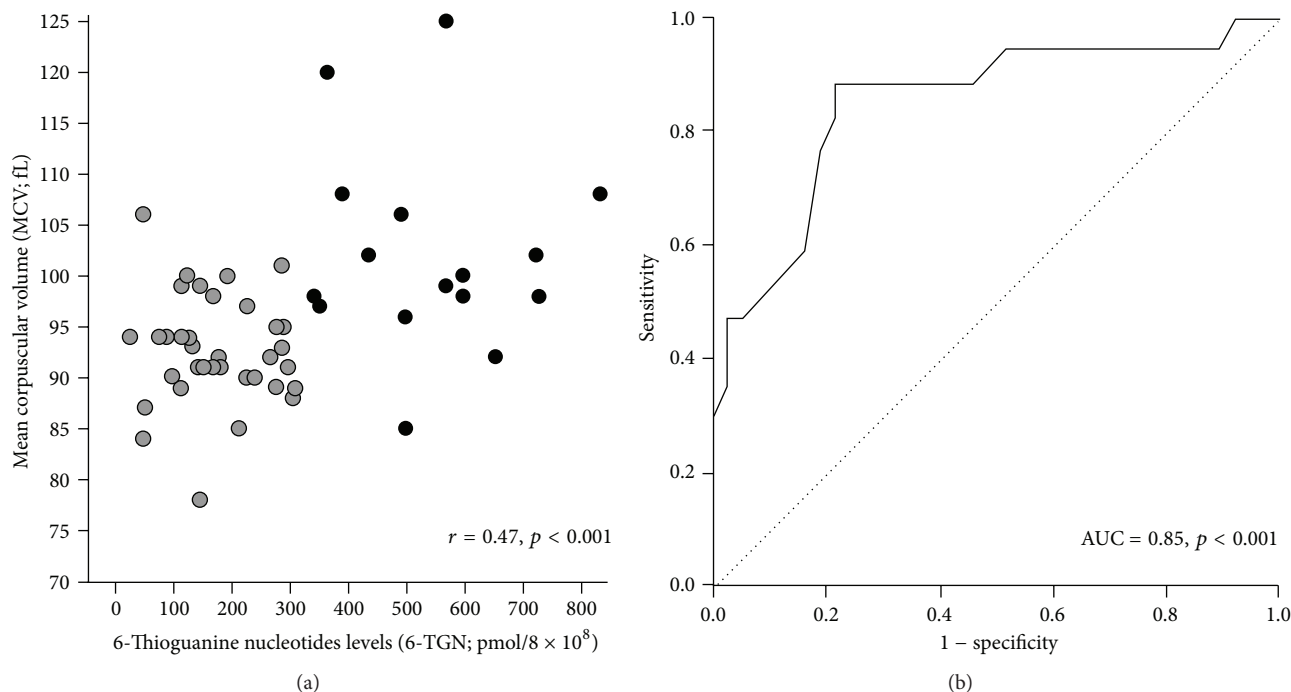 125
120
115
110
105
100
95
90
85
80
75
70
Mean corpuscular volume (MCV; fL)
r = 0.47, p < 0.001
0 100 200 300 400 500 600 700 800
6-Thioguanine nucleotides levels (6-TGN; pmol/8 × 10⁸)
(a)
1.0
0.8
0.6
0.4
0.2
0.0
Sensitivity
AUC = 0.85, p < 0.001
0.0 0.2 0.4 0.6 0.8 1.0
1 − specificity
(b)